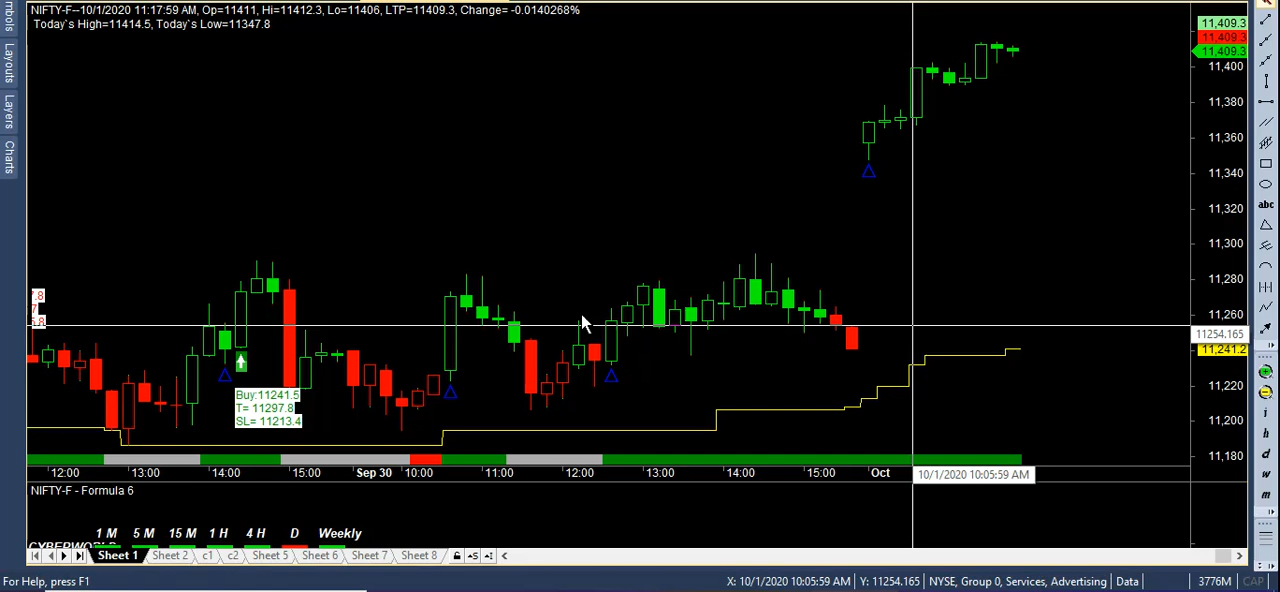 NIFTY-F--10/1/2020 11:17:59 AM, Op=11411, Hi=11412.3, Lo=11406, LTP=11409.3, Change= -0.0140268%
Today`s High=11414.5, Today`s Low=11347.8
Layouts
Layers
Charts
11,409.3
11,409.3
11,409.3
11,400
11,380
11,360
11,340
11,320
11,300
11,280
11,260
11254.165
11,241.2
11,220
11,200
11,180
abc
i
h
d
w
m
Buy:11241.5
T= 11297.8
SL= 11213.4
12:00 13:00 14:00 15:00 Sep 30 10:00 11:00 12:00 13:00 14:00 15:00 Oct 10/1/2020 10:05:59 AM
NIFTY-F - Formula 6
1 M 5 M 15 M 1 H 4 H D Weekly
Sheet 1 Sheet 2 c1 c2 Sheet 5 Sheet 6 Sheet 7 Sheet 8
For Help, press F1
X: 10/1/2020 10:05:59 AM Y: 11254.165 NYSE, Group 0, Services, Advertising Data 3776M CAP